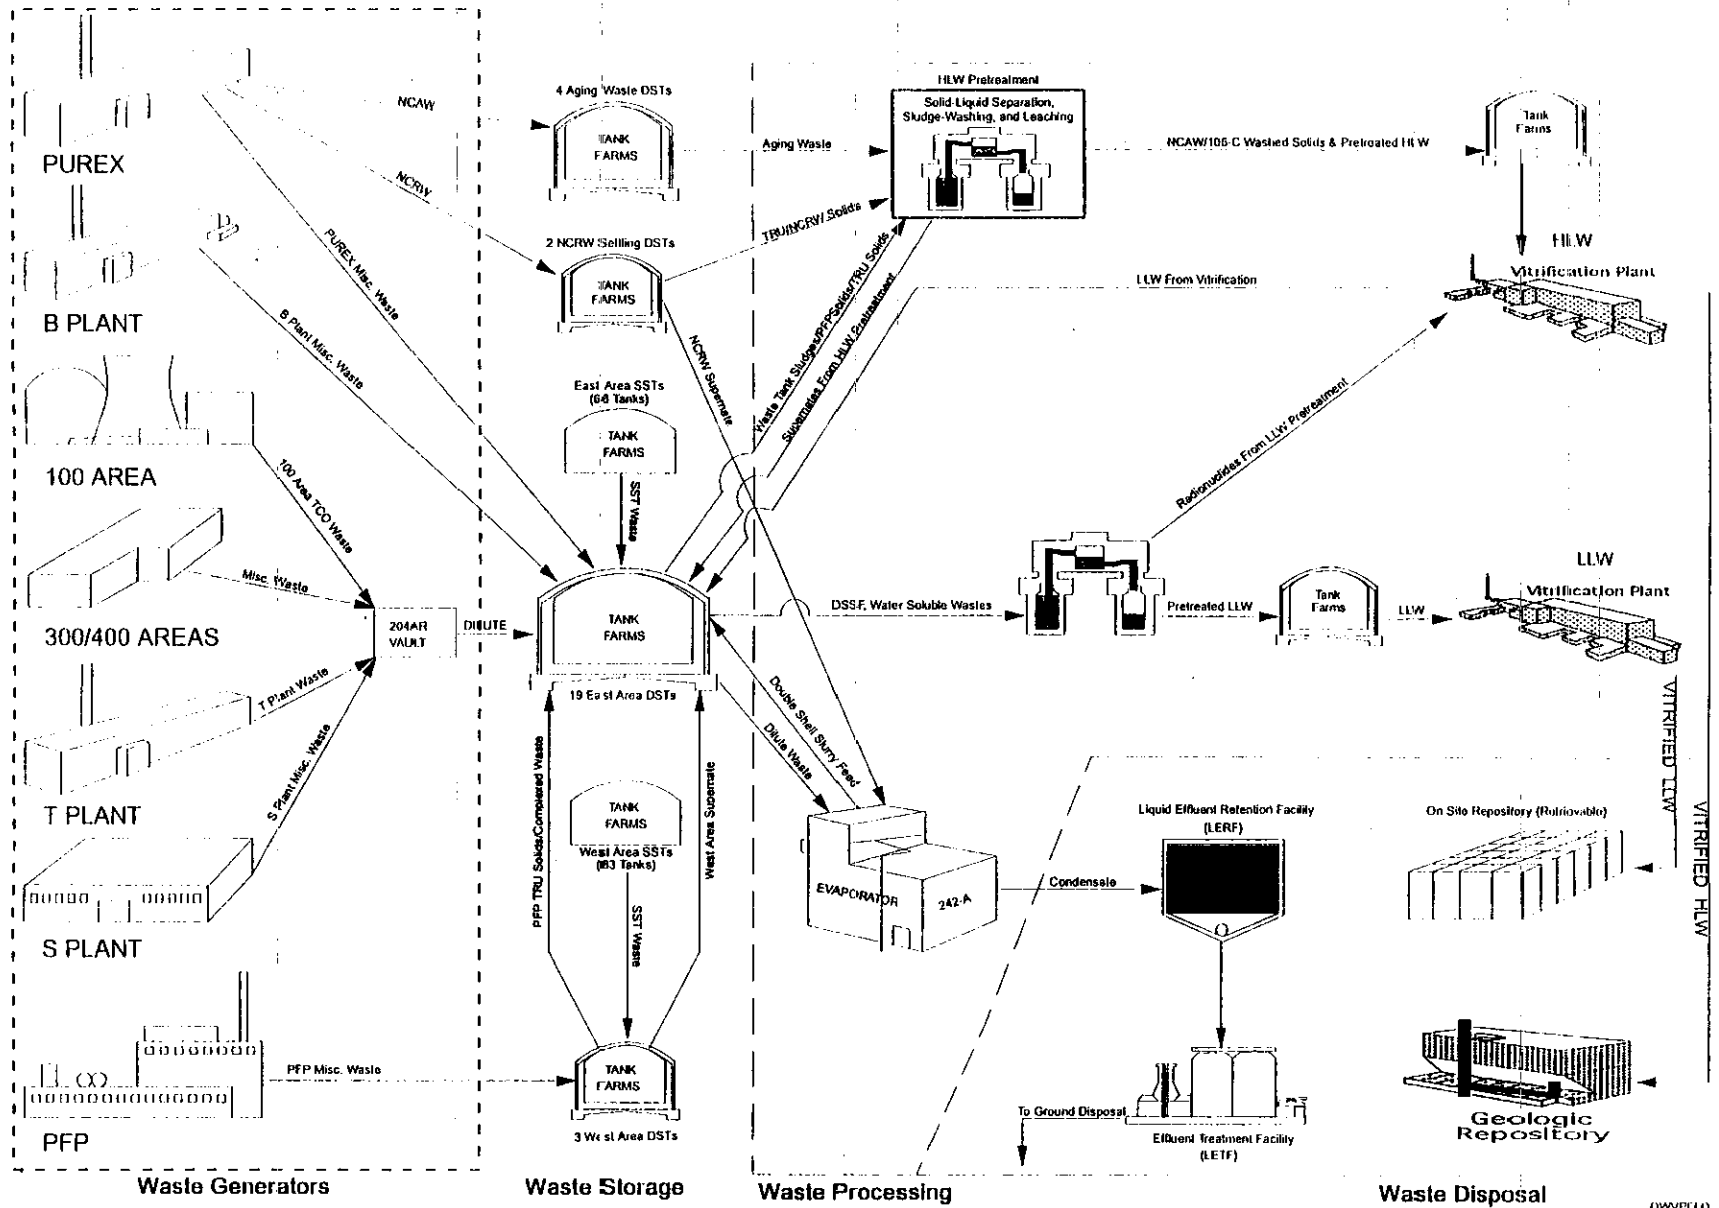 PUREX
B PLANT
100 AREA
300/400 AREAS
T PLANT
S PLANT
PFP
NCAW
NCRW
PUREX Misc. Waste
B Plant Misc. Waste
100 Area TCO Waste
Misc. Waste
T Plant Waste
S Plant Misc. Waste
PFP Misc. Waste
204AR
VAULT
DILUTE
Waste Generators
4 Aging Waste DSTs
TANK
FARMS
2 NCRW Settling DSTs
TANK
FARMS
East Area SSTs
(66 Tanks)
TANK
FARMS
SST Waste
TANK
FARMS
19 East Area DSTs
PFP TRU Solids/Complexed Waste
West Area Supernate
TANK
FARMS
West Area SSTs
(83 Tanks)
SST Waste
TANK
FARMS
3 West Area DSTs
Waste Storage
Aging Waste
TRU/NCRW Solids
NCRW Supernate
Waste Tank Sludges/PFPSolids/TRU Solids
Supernates From HLW Pretreatment
HLW Pretreatment
Solid-Liquid Separation,
Sludge-Washing, and Leaching
DSSF, Water Soluble Wastes
Double Shell Slurry Feed
Dilute Waste
EVAPORATOR
242-A
Waste Processing
NCAW/106-C Washed Solids & Pretreated HLW
Tank
Farms
HLW
Vitrification Plant
LLW From Vitrification
Radionuclides From LLW Pretreatment
Pretreated LLW
Tank
Farms
LLW
LLW
Vitrification Plant
VITRIFIED LLW
VITRIFIED HLW
Condensate
Liquid Effluent Retention Facility
(LERF)
On Site Repository (Retrievable)
To Ground Disposal
Effluent Treatment Facility
(LETF)
Geologic
Repository
Waste Disposal